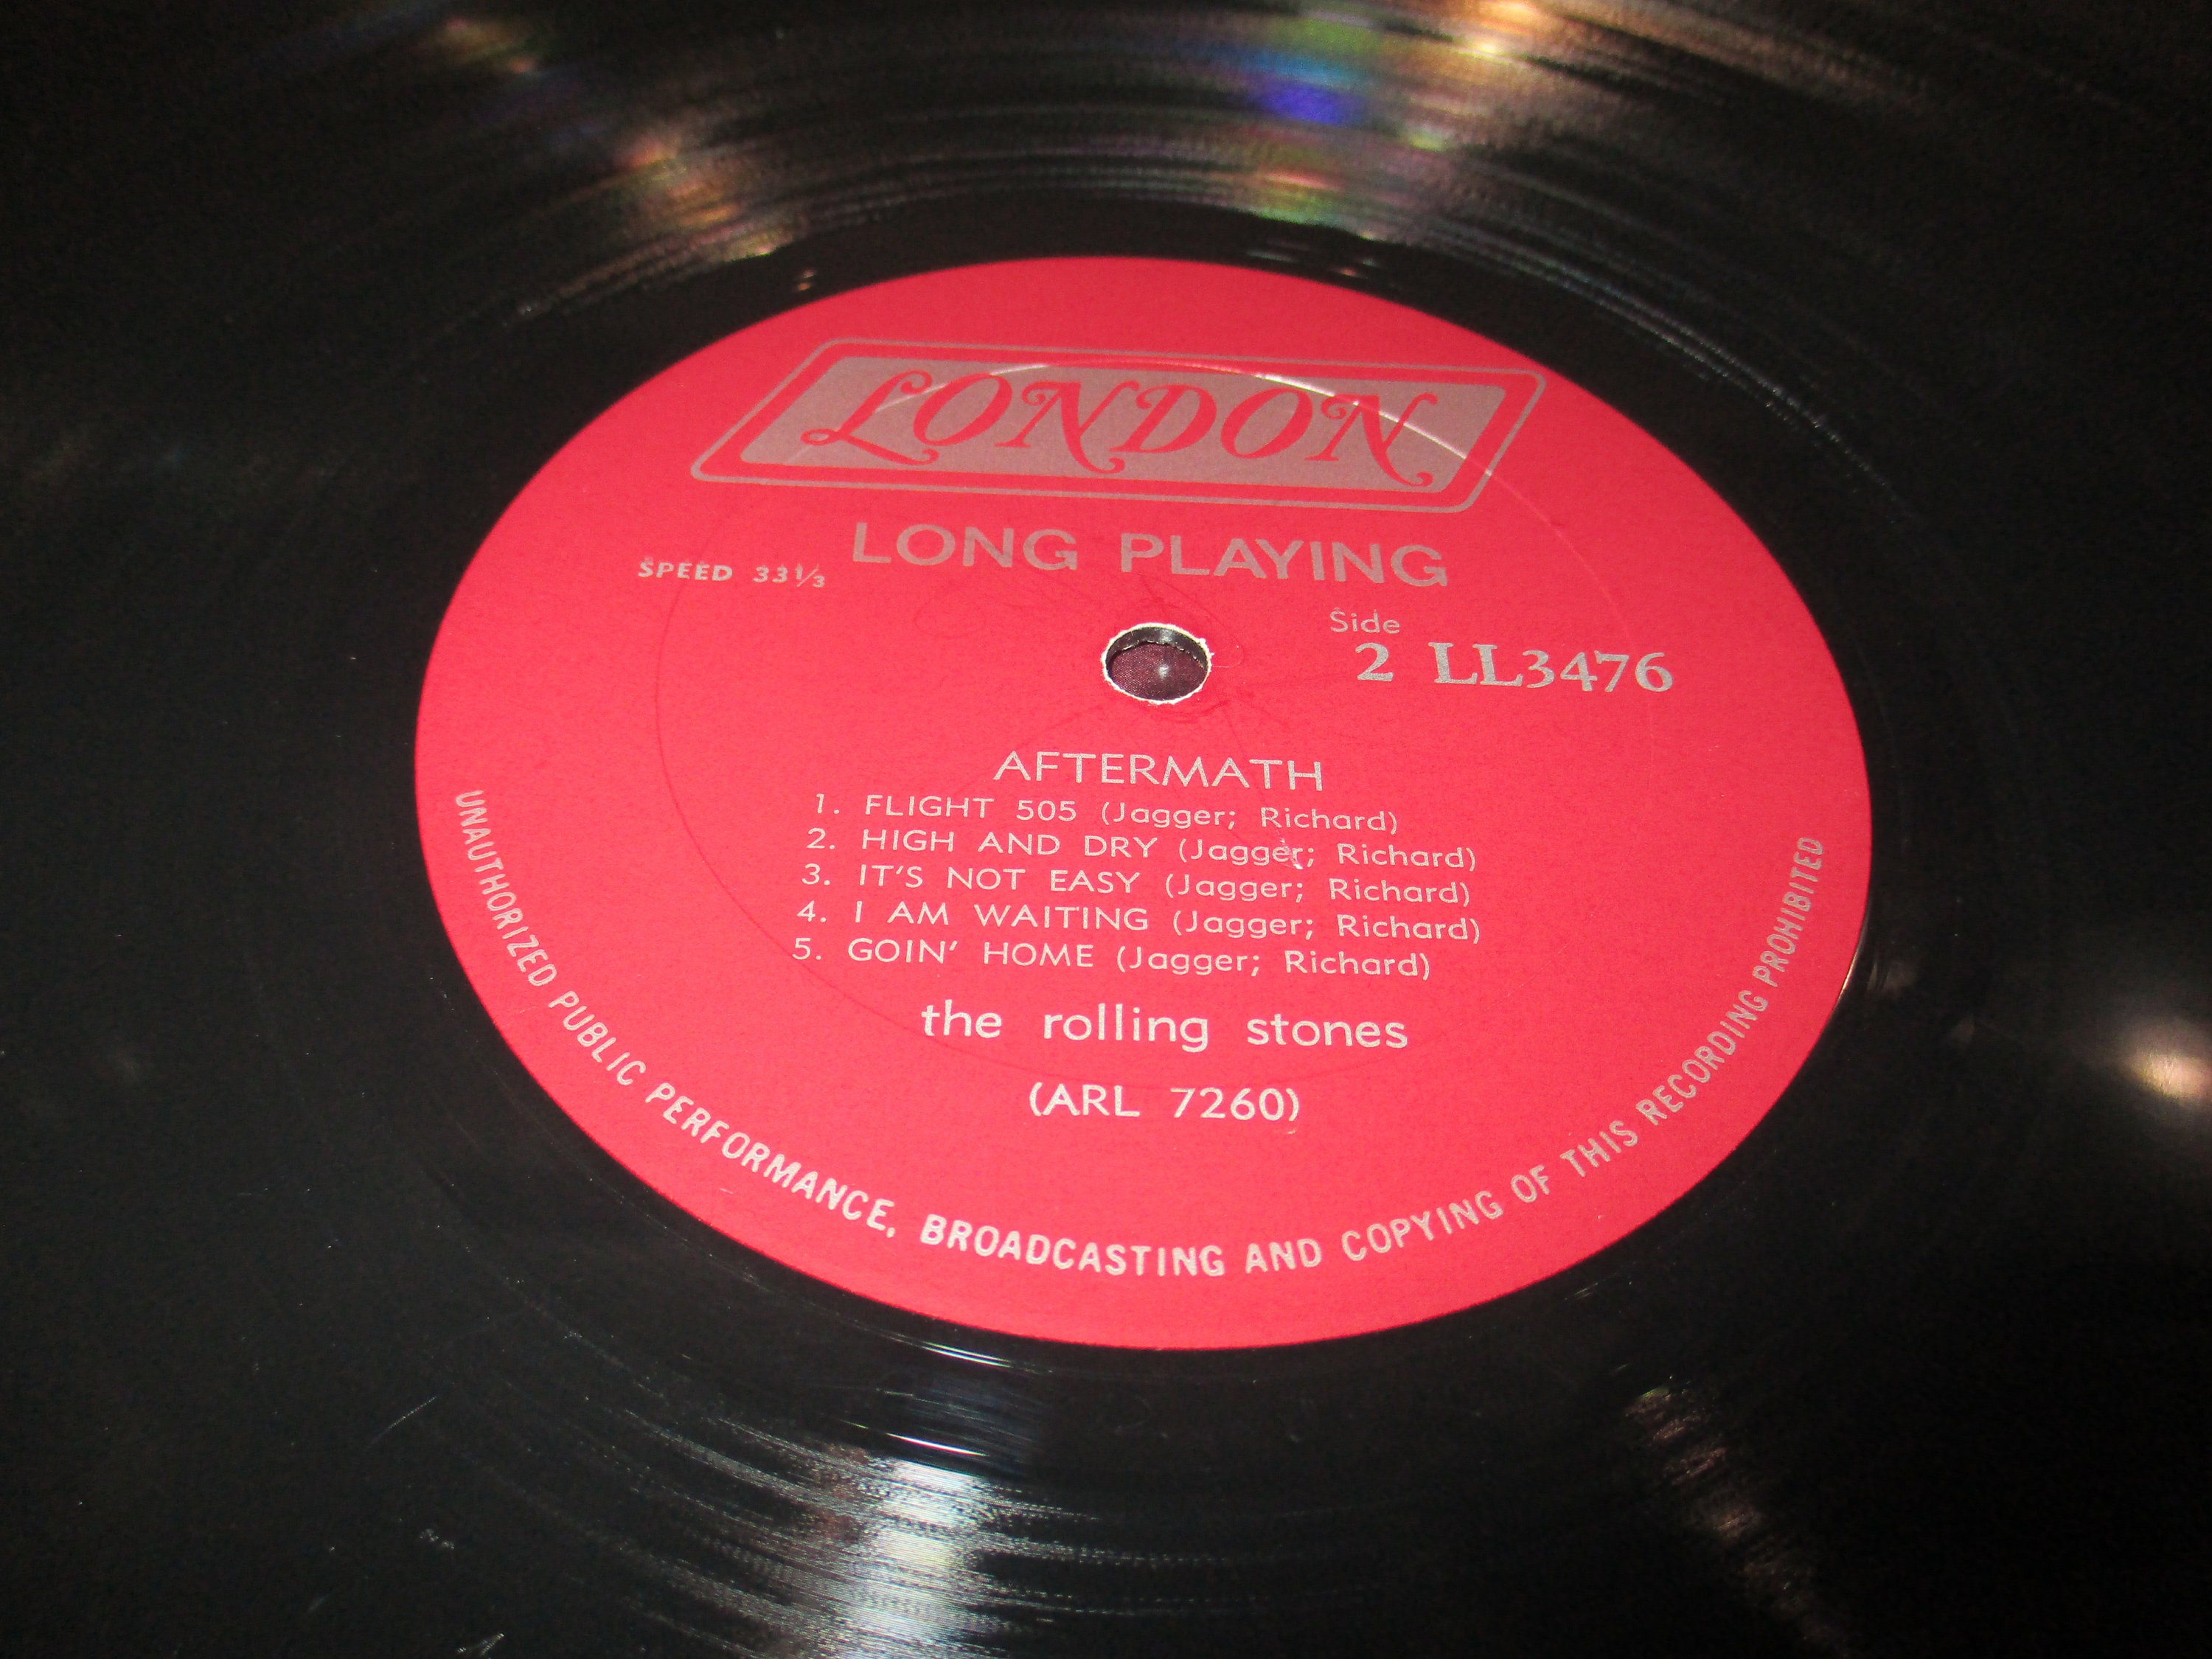 LONDON
LONG PLAYING
SPEED 33⅓
Side
2 LL3476
AFTERMATH
1. FLIGHT 505 (Jagger; Richard)
2. HIGH AND DRY (Jagger; Richard)
3. IT'S NOT EASY (Jagger; Richard)
4. I AM WAITING (Jagger; Richard)
5. GOIN' HOME (Jagger; Richard)
the rolling stones
(ARL 7260)
UNAUTHORIZED PUBLIC PERFORMANCE, BROADCASTING AND COPYING OF THIS RECORDING PROHIBITED